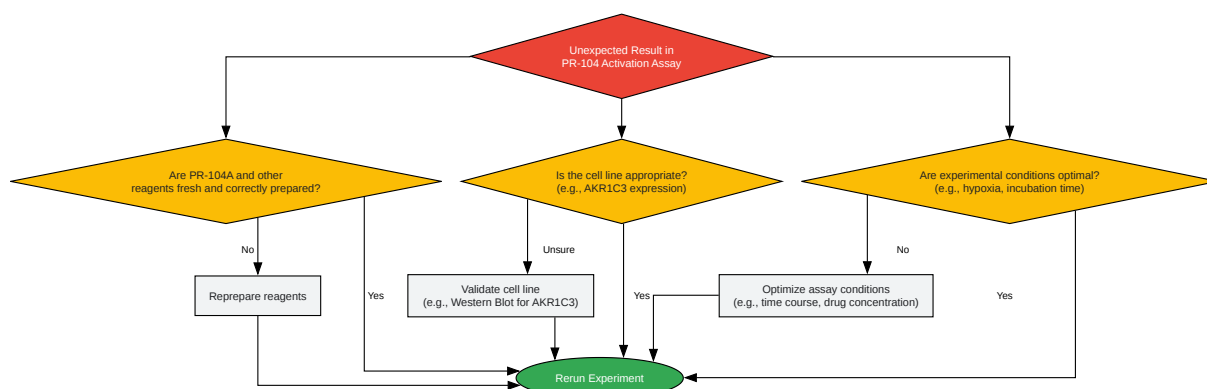 Unexpected Result in
PR-104 Activation Assay
Are PR-104A and other
reagents fresh and correctly prepared?
Is the cell line appropriate?
(e.g., AKR1C3 expression)
Are experimental conditions optimal?
(e.g., hypoxia, incubation time)
No
Unsure
No
Reprepare reagents
Yes
Validate cell line
(e.g., Western Blot for AKR1C3)
Yes
Optimize assay conditions
(e.g., time course, drug concentration)
Yes
Rerun Experiment